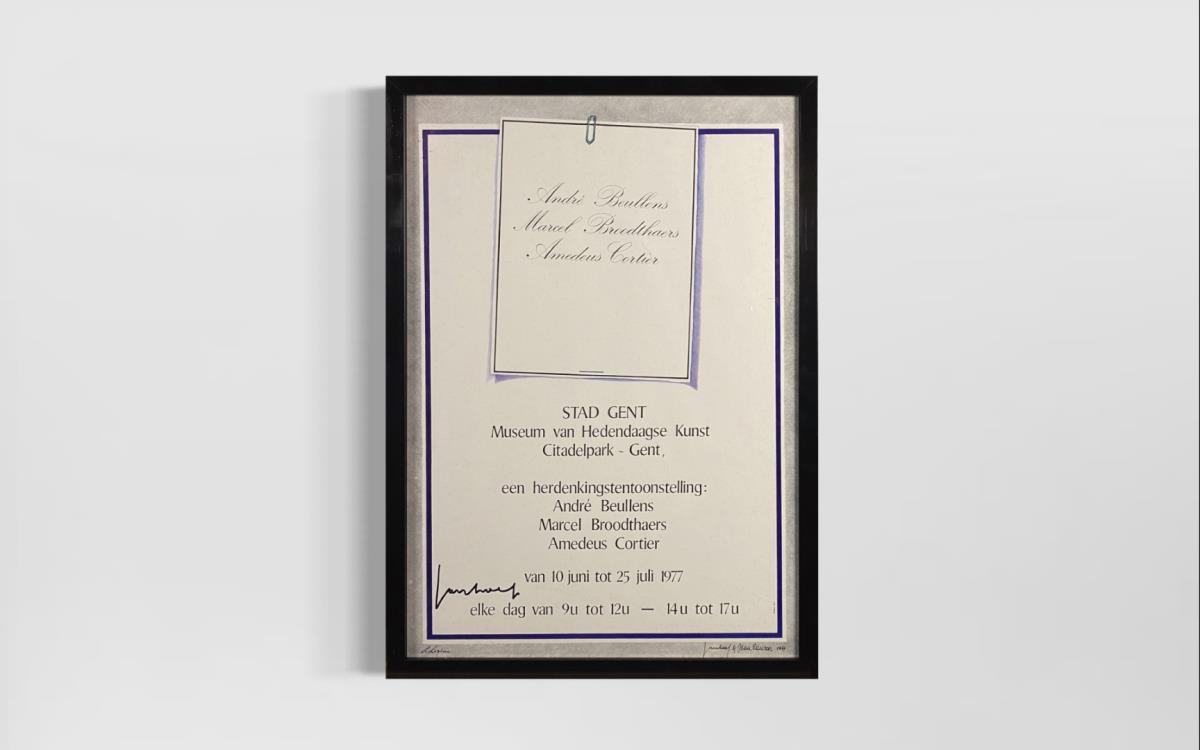 André Beullens
Marcel Broodthaers
Amedeus Cortier
STAD GENT
Museum van Hedendaagse Kunst
Citadelpark - Gent,
een herdenkingstentoonstelling:
André Beullens
Marcel Broodthaers
Amedeus Cortier
van 10 juni tot 25 juli 1977
elke dag van 9u tot 12u — 14u tot 17u